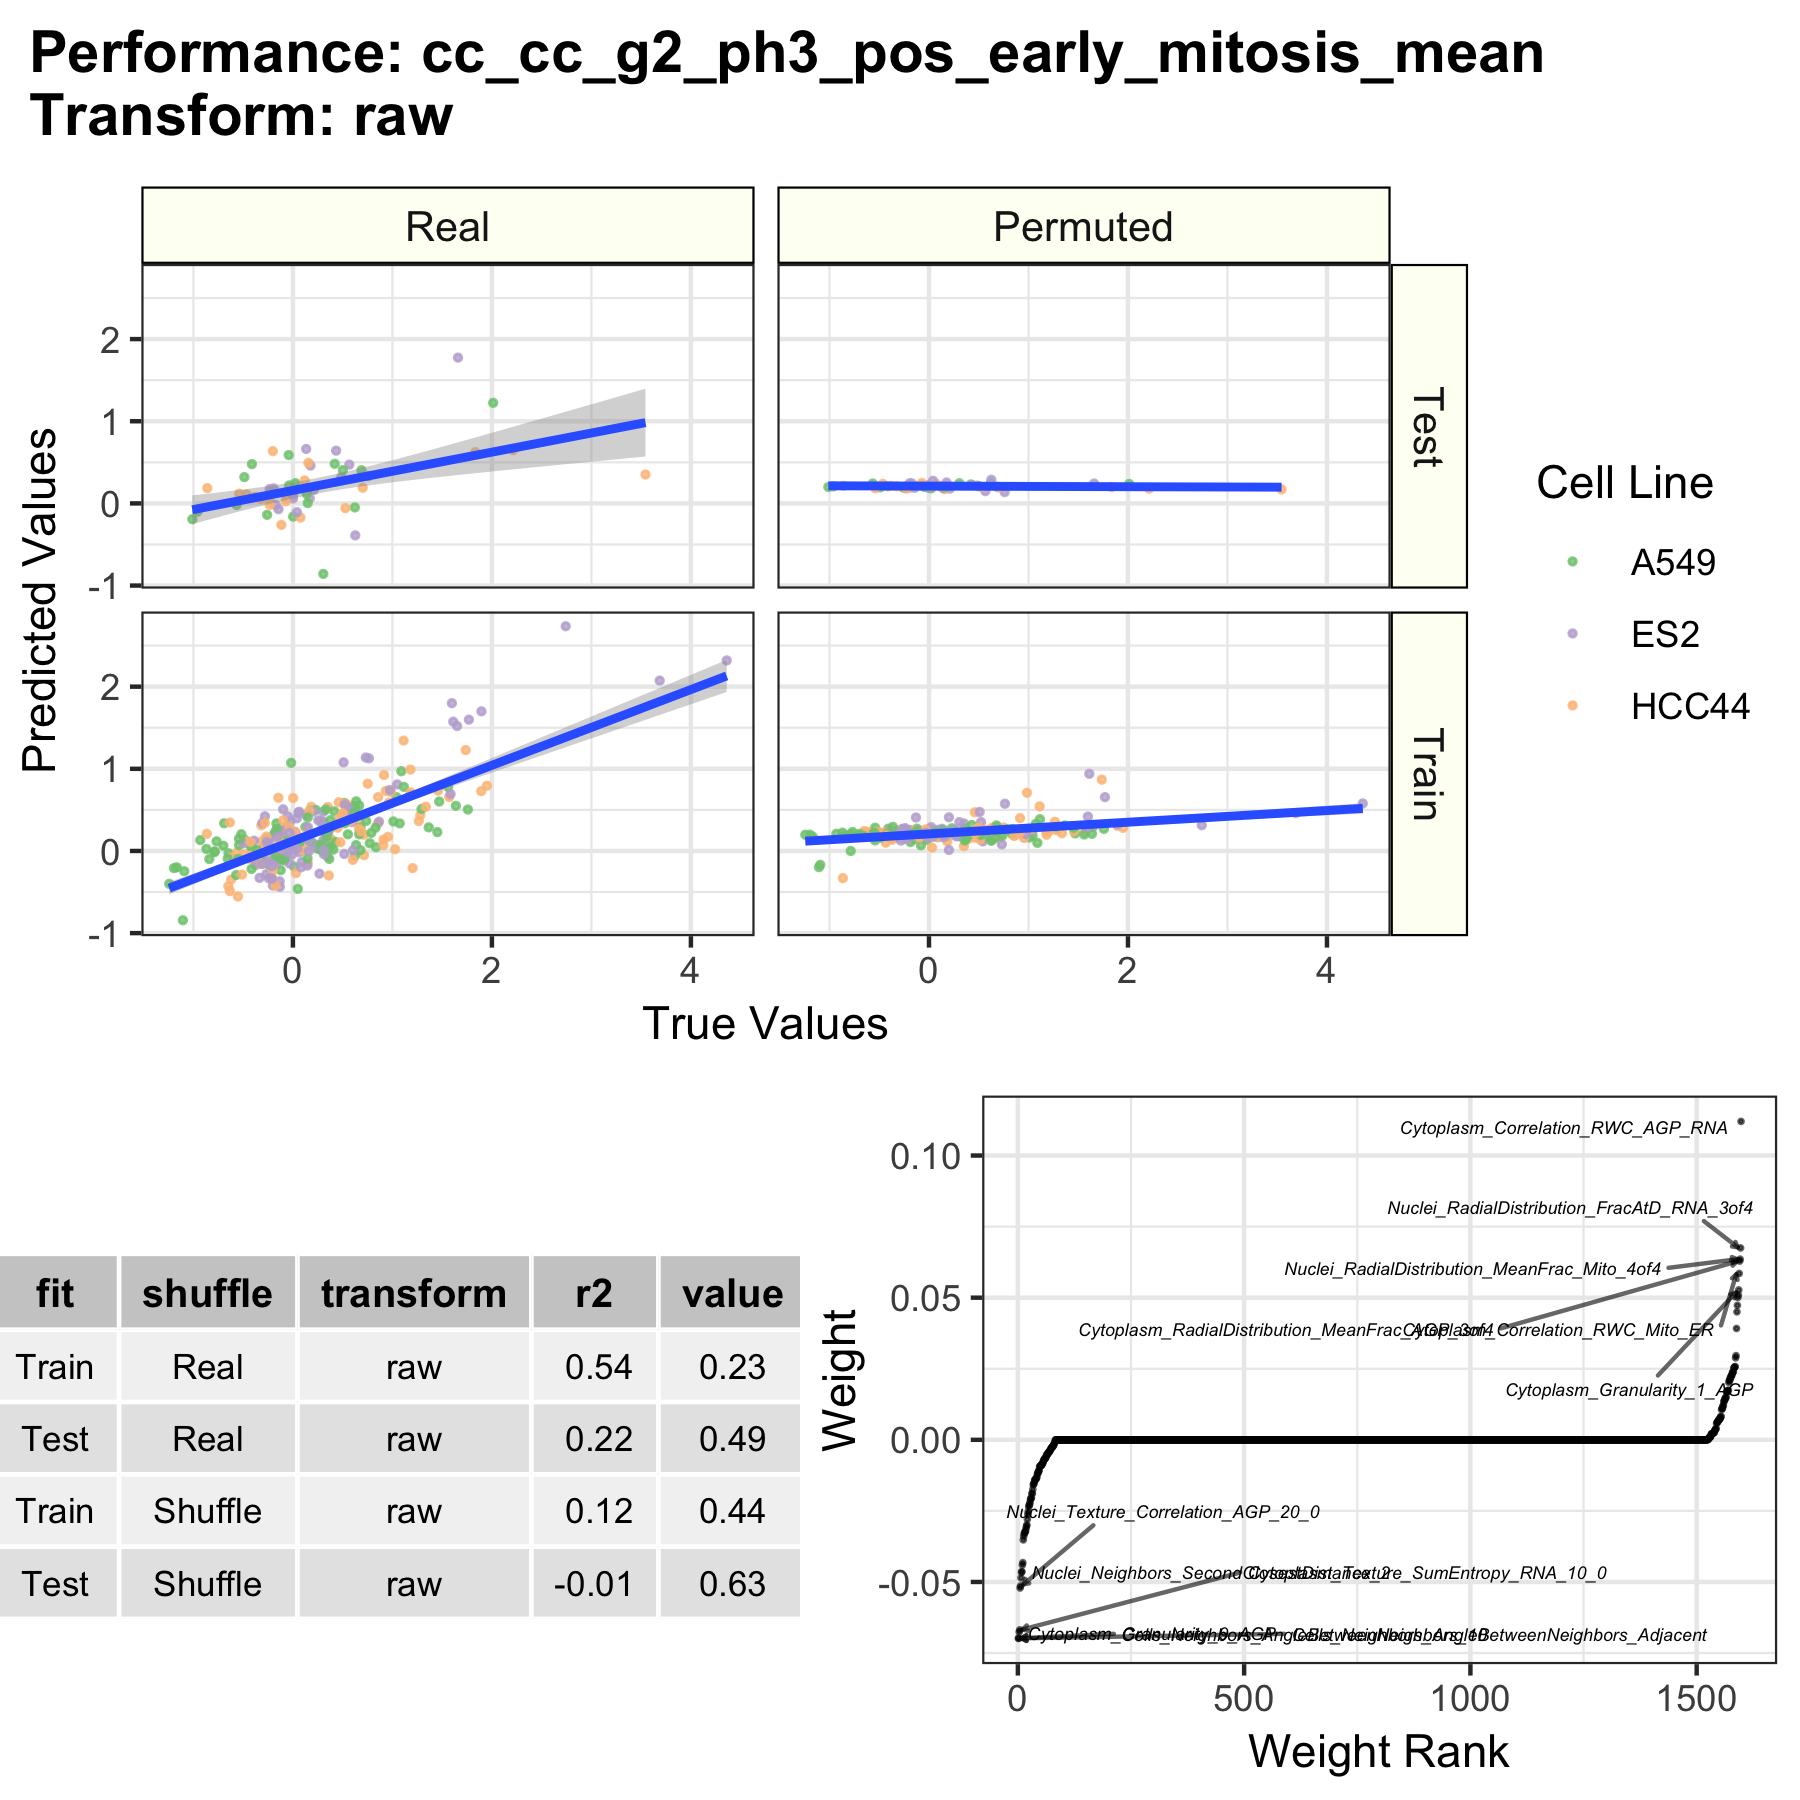 Performance: cc_cc_g2_ph3_pos_early_mitosis_mean
Transform: raw
Real
Permuted
2
1
0
-1
Test
2
1
0
-1
Train
0
2
4
0
2
4
Predicted Values
True Values
Cell Line
A549
ES2
HCC44
fit shuffle transform r2 value
Train Real raw 0.54 0.23
Test Real raw 0.22 0.49
Train Shuffle raw 0.12 0.44
Test Shuffle raw -0.01 0.63
Weight
0.10
0.05
0.00
-0.05
Cytoplasm_Correlation_RWC_AGP_RNA
Nuclei_RadialDistribution_FracAtD_RNA_3of4
Nuclei_RadialDistribution_MeanFrac_Mito_4of4
Cytoplasm_RadialDistribution_MeanFrac_AGP_3of4
Cytoplasm_Correlation_RWC_Mito_ER
Cytoplasm_Granularity_1_AGP
Nuclei_Texture_Correlation_AGP_20_0
Nuclei_Neighbors_SecondClosestDistance_2
Cytoplasm_Texture_SumEntropy_RNA_10_0
Cells_Neighbors_AngleBetweenNeighbors_Adjacent
0
500
1000
1500
Weight Rank